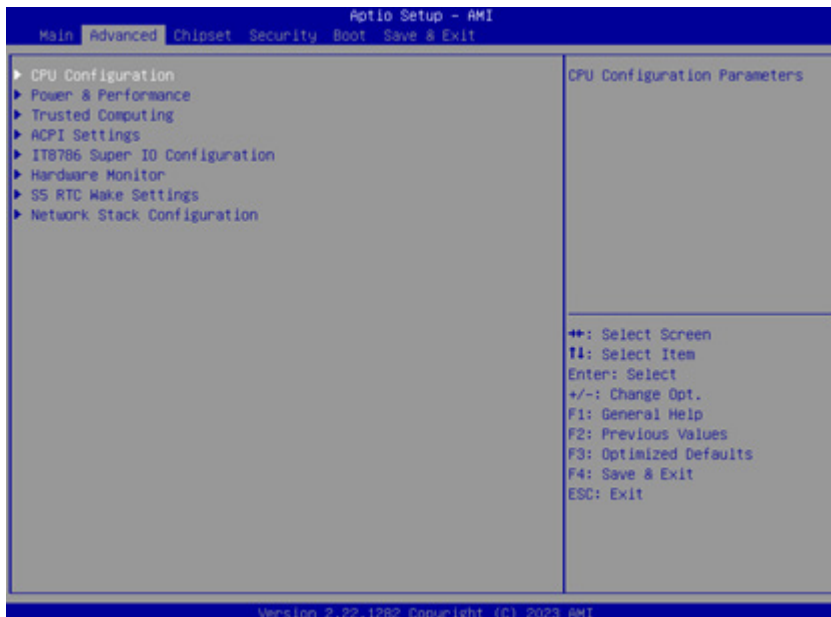 Aptio Setup - AMI
Main Advanced Chipset Security Boot Save & Exit
CPU Configuration
Power & Performance
Trusted Computing
ACPI Settings
IT8786 Super IO Configuration
Hardware Monitor
S5 RTC Wake Settings
Network Stack Configuration
CPU Configuration Parameters
→←: Select Screen
↑↓: Select Item
Enter: Select
+/-: Change Opt.
F1: General Help
F2: Previous Values
F3: Optimized Defaults
F4: Save & Exit
ESC: Exit
Version 2.22.1282 Copyright (C) 2023 AMI